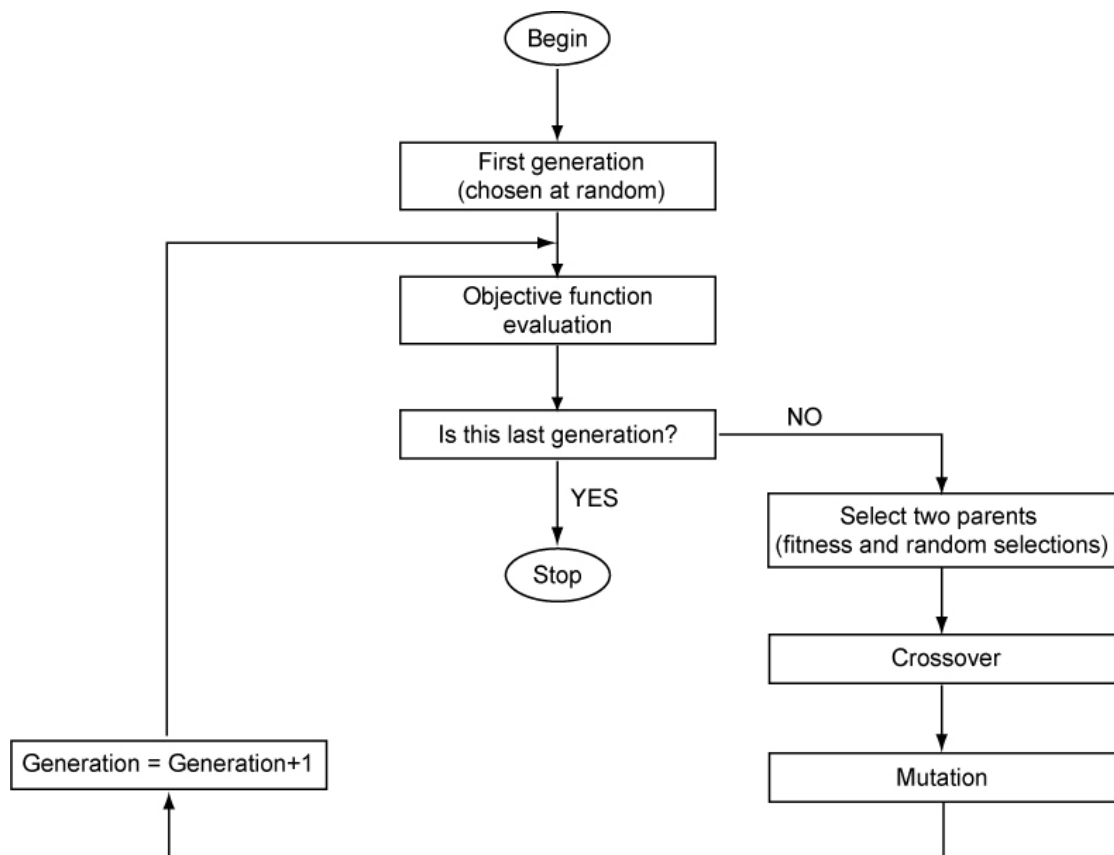 Begin
First generation
(chosen at random)
Objective function
evaluation
Is this last generation?
NO
YES
Select two parents
(fitness and random selections)
Stop
Crossover
Generation = Generation+1
Mutation